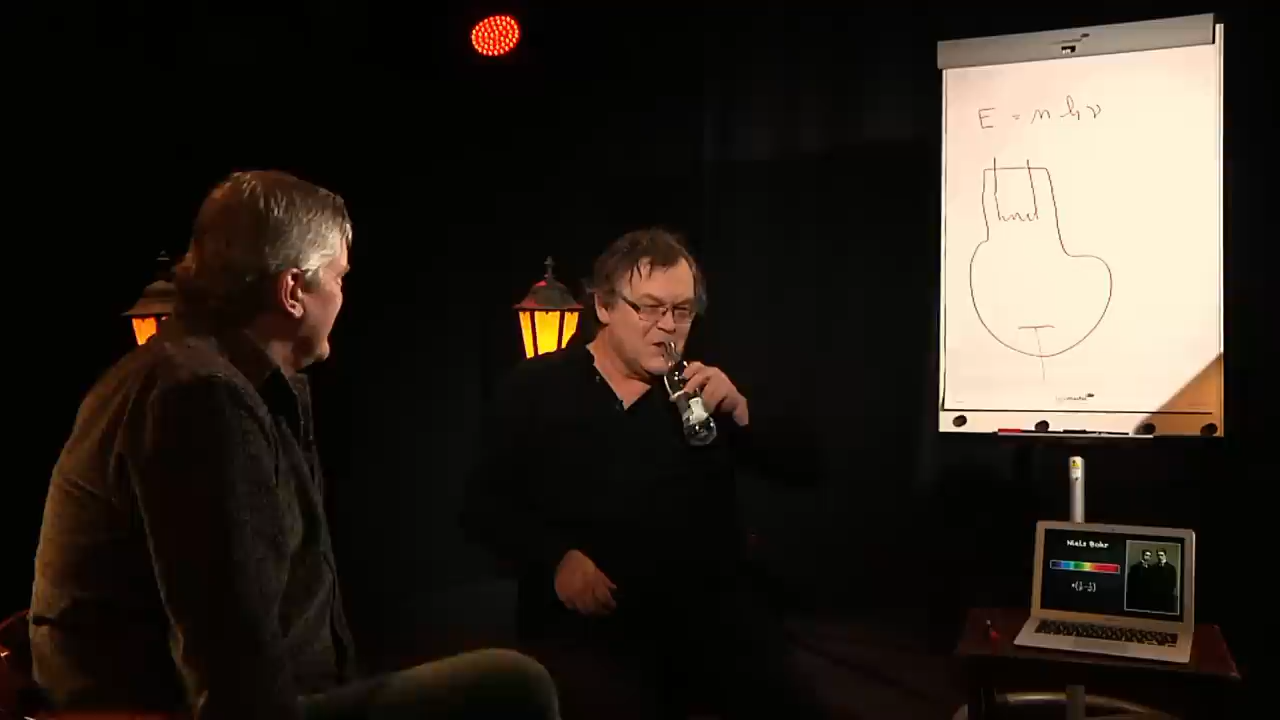 E = n h ν
Niels Bohr